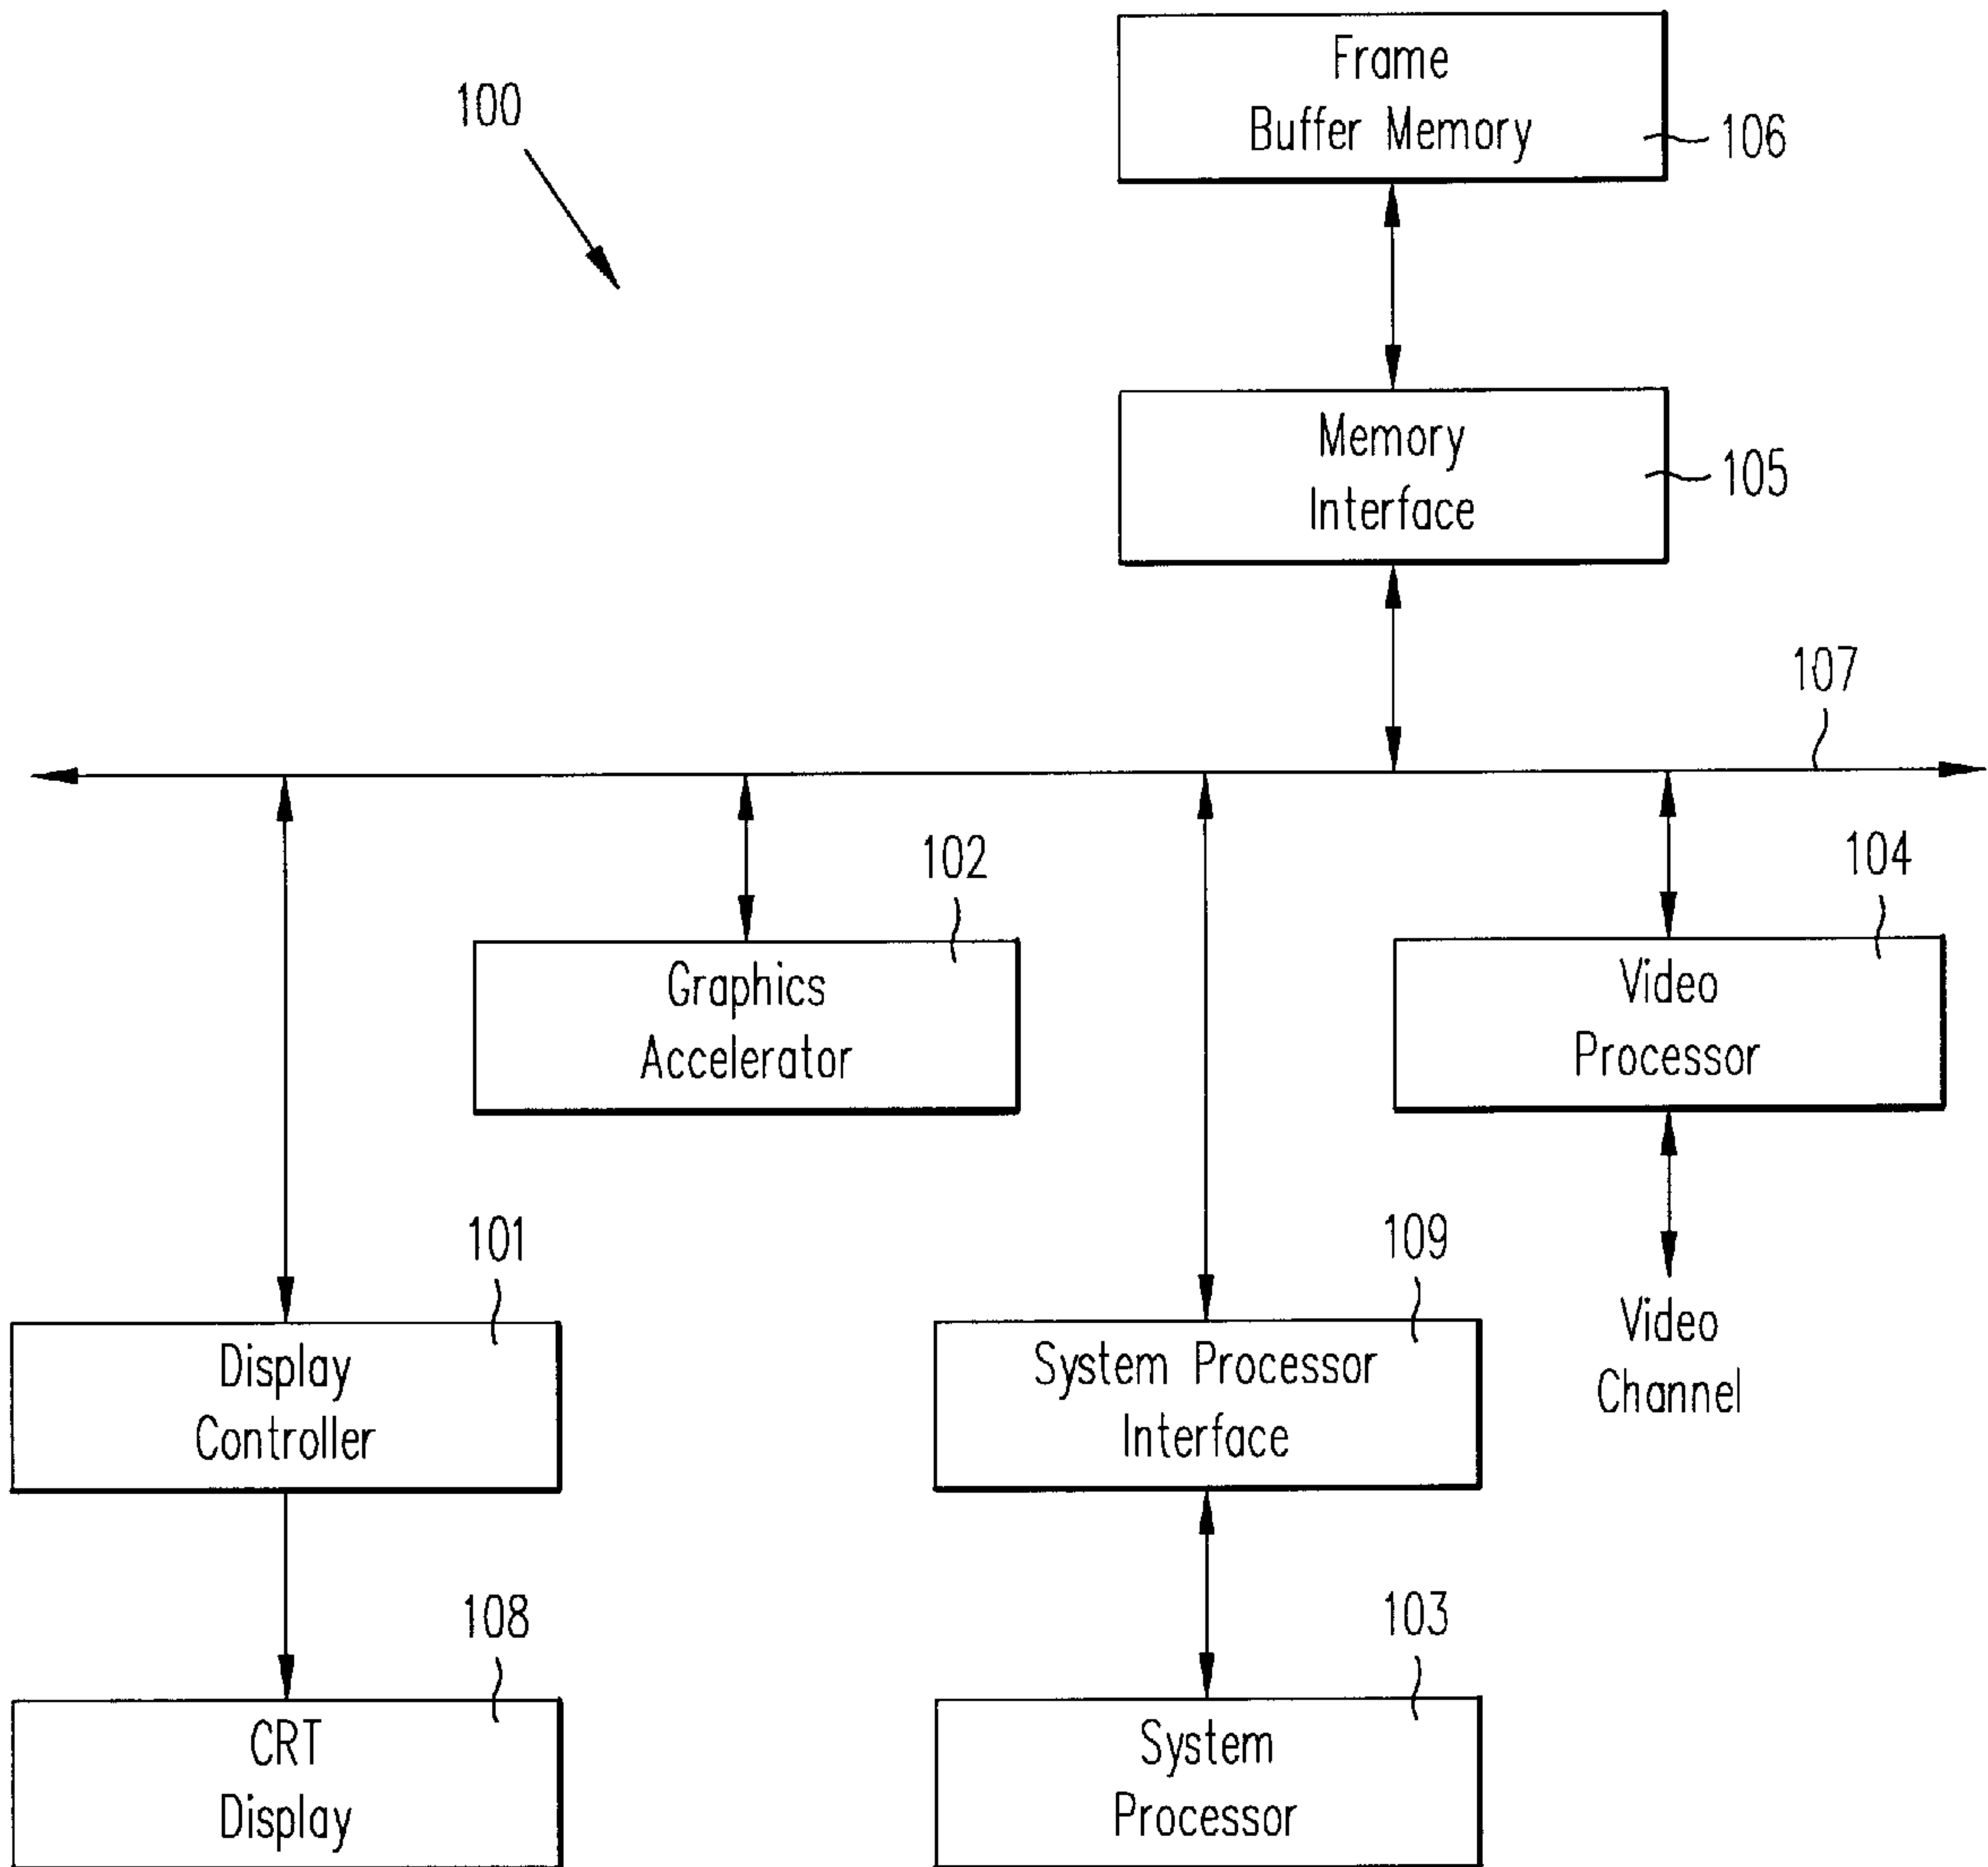 Frame
Buffer Memory
106
100
Memory
Interface
105
107
102
104
Graphics
Accelerator
Video
Processor
101
109
Display
Controller
System Processor
Interface
Video
Channel
108
103
CRT
Display
System
Processor